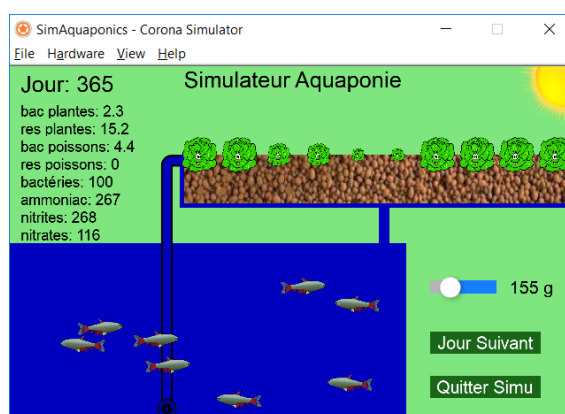 SimAquaponics - Corona Simulator
File Hardware View Help
Jour: 365
Simulateur Aquaponie
bac plantes: 2.3
res plantes: 15.2
bac poissons: 4.4
res poissons: 0
bactéries: 100
ammoniac: 267
nitrites: 268
nitrates: 116
155 g
Jour Suivant
Quitter Simu